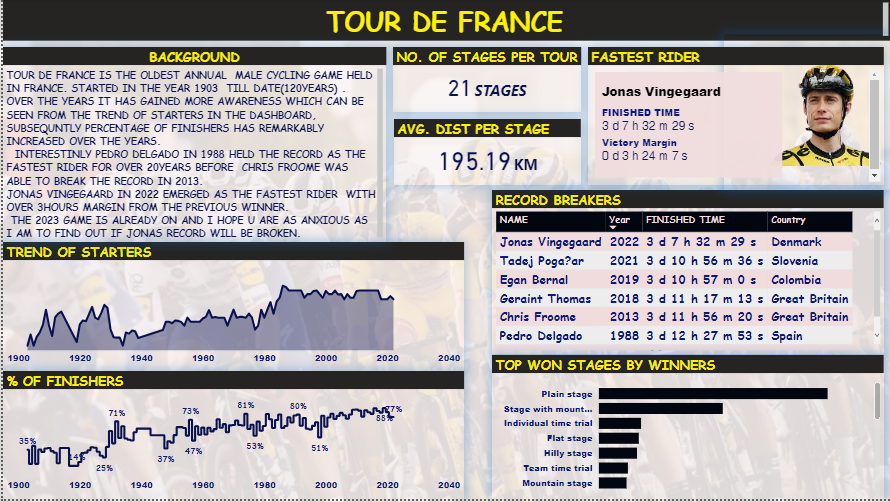 TOUR DE FRANCE
BACKGROUND
TOUR DE FRANCE IS THE OLDEST ANNUAL MALE CYCLING GAME HELD
IN FRANCE. STARTED IN THE YEAR 1903 TILL DATE(120YEARS) .
OVER THE YEARS IT HAS GAINED MORE AWARENESS WHICH CAN BE
SEEN FROM THE TREND OF STARTERS IN THE DASHBOARD,
SUBSEQUNTLY PERCENTAGE OF FINISHERS HAS REMARKABLY
INCREASED OVER THE YEARS.
INTERESTINLY PEDRO DELGADO IN 1988 HELD THE RECORD AS THE
FASTEST RIDER FOR OVER 20YEARS BEFORE CHRIS FROOME WAS
ABLE TO BREAK THE RECORD IN 2013.
JONAS VINGEGAARD IN 2022 EMERGED AS THE FASTEST RIDER WITH
OVER 3HOURS MARGIN FROM THE PREVIOUS WINNER.
THE 2023 GAME IS ALREADY ON AND I HOPE U ARE AS ANXIOUS AS
I AM TO FIND OUT IF JONAS RECORD WILL BE BROKEN.
NO. OF STAGES PER TOUR
21 STAGES
AVG. DIST PER STAGE
195.19 KM
FASTEST RIDER
Jonas Vingegaard
FINISHED TIME
3 d 7 h 32 m 29 s
Victory Margin
0 d 3 h 24 m 7 s
RECORD BREAKERS
NAME Year FINISHED TIME Country
Jonas Vingegaard 2022 3 d 7 h 32 m 29 s Denmark
Tadej Poga?ar 2021 3 d 10 h 56 m 36 s Slovenia
Egan Bernal 2019 3 d 10 h 57 m 0 s Colombia
Geraint Thomas 2018 3 d 11 h 17 m 13 s Great Britain
Chris Froome 2013 3 d 11 h 56 m 20 s Great Britain
Pedro Delgado 1988 3 d 12 h 27 m 53 s Spain
TREND OF STARTERS
1900 1920 1940 1960 1980 2000 2020 2040
% OF FINISHERS
35% 14% 25% 71% 37% 73% 47% 81% 53% 80% 51% 88% 77%
1900 1920 1940 1960 1980 2000 2020 2040
TOP WON STAGES BY WINNERS
Plain stage
Stage with mount...
Individual time trial
Flat stage
Hilly stage
Team time trial
Mountain stage